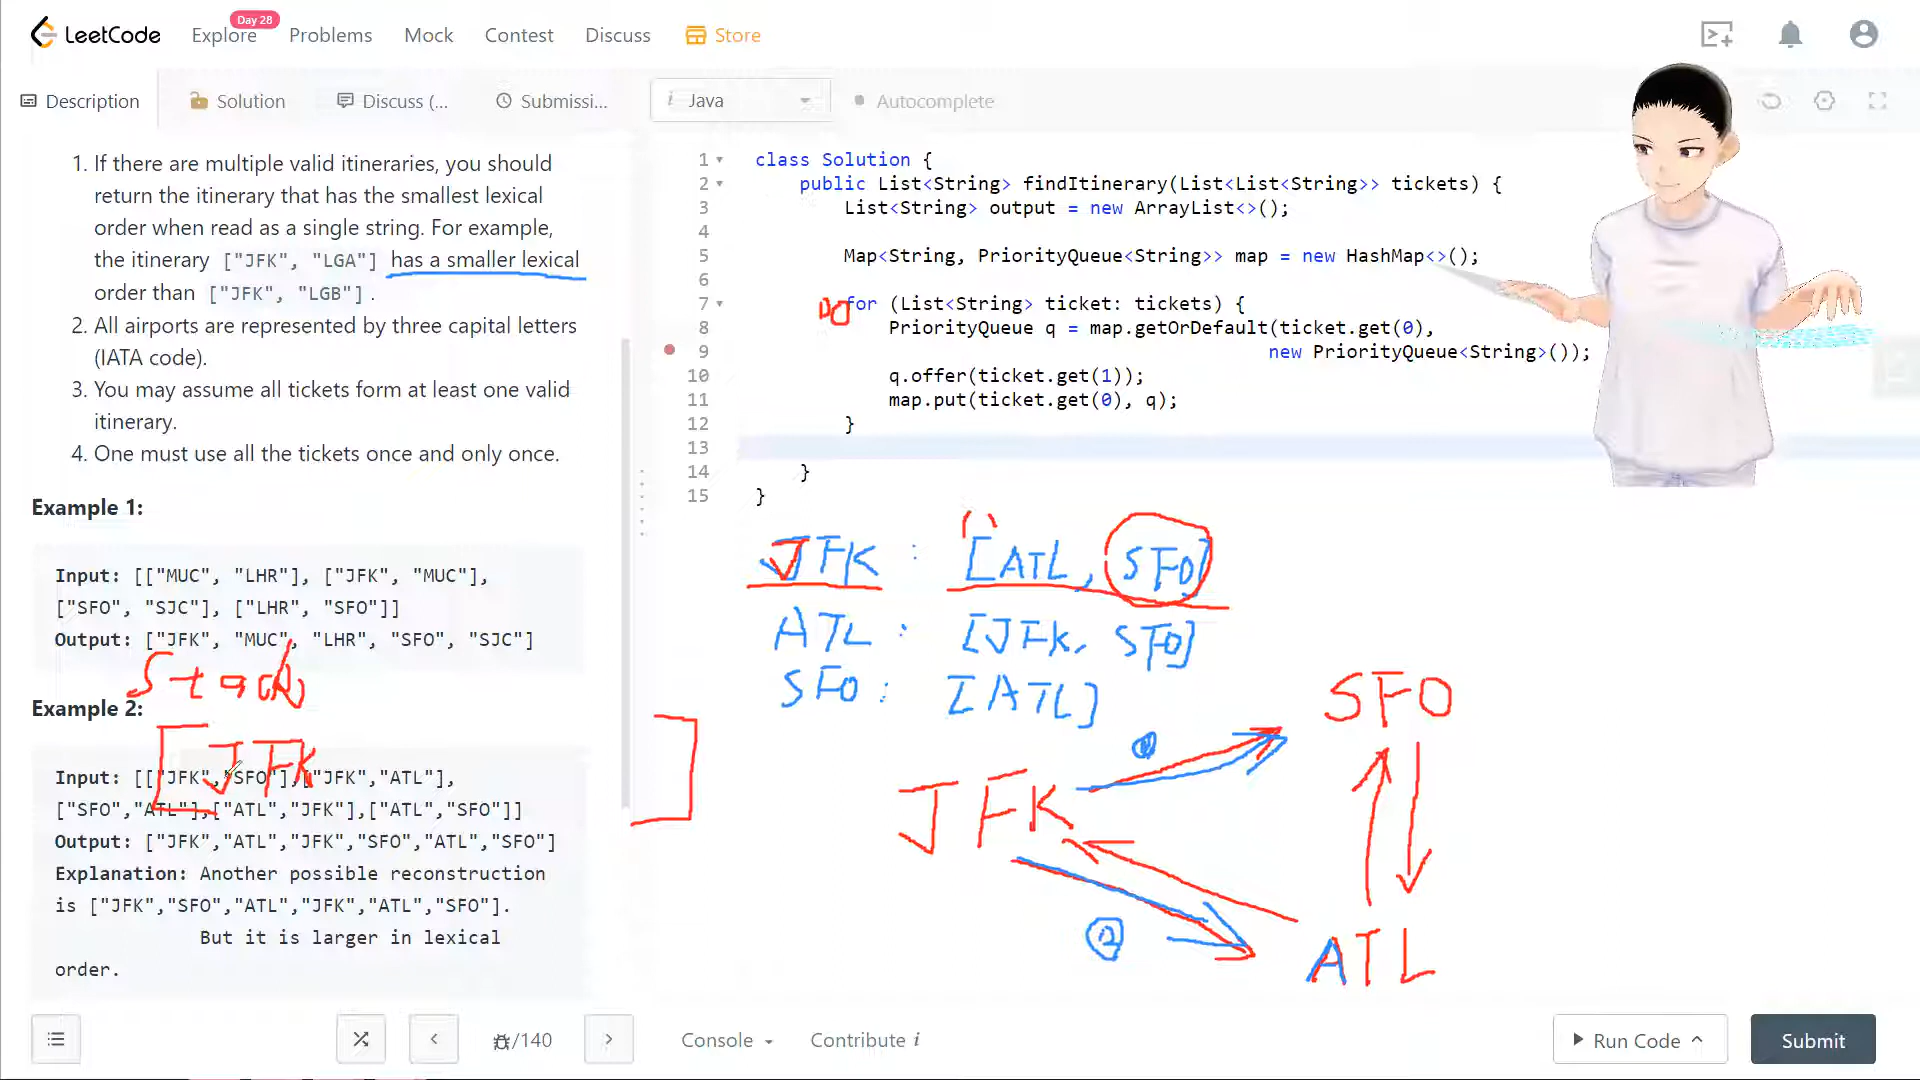 LeetCode Explore Day 28 Problems Mock Contest Discuss Store
Description Solution Discuss (... Submissi... i Java Autocomplete
1. If there are multiple valid itineraries, you should
return the itinerary that has the smallest lexical
order when read as a single string. For example,
the itinerary ["JFK", "LGA"] has a smaller lexical
order than ["JFK", "LGB"] .
2. All airports are represented by three capital letters
(IATA code).
3. You may assume all tickets form at least one valid
itinerary.
4. One must use all the tickets once and only once.
Example 1:
Input: [["MUC", "LHR"], ["JFK", "MUC"],
["SFO", "SJC"], ["LHR", "SFO"]]
Output: ["JFK", "MUC", "LHR", "SFO", "SJC"]
Stack
Example 2:
[JFK ]
Input: [["JFK","SFO"],["JFK","ATL"],
["SFO","ATL"],["ATL","JFK"],["ATL","SFO"]]
Output: ["JFK","ATL","JFK","SFO","ATL","SFO"]
Explanation: Another possible reconstruction
is ["JFK","SFO","ATL","JFK","ATL","SFO"].
But it is larger in lexical
order.
1 class Solution {
2 public List<String> findItinerary(List<List<String>> tickets) {
3 List<String> output = new ArrayList<>();
4
5 Map<String, PriorityQueue<String>> map = new HashMap<>();
6
7 for (List<String> ticket: tickets) {
8 PriorityQueue q = map.getOrDefault(ticket.get(0),
9 new PriorityQueue<String>());
10 q.offer(ticket.get(1));
11 map.put(ticket.get(0), q);
12 }
13
14 }
15 }
JFK : [ATL, SFO]
ATL : [JFK, SFO]
SFO : [ATL]
SFO
1
JFK
2
ATL
/140 Console Contribute i Run Code Submit